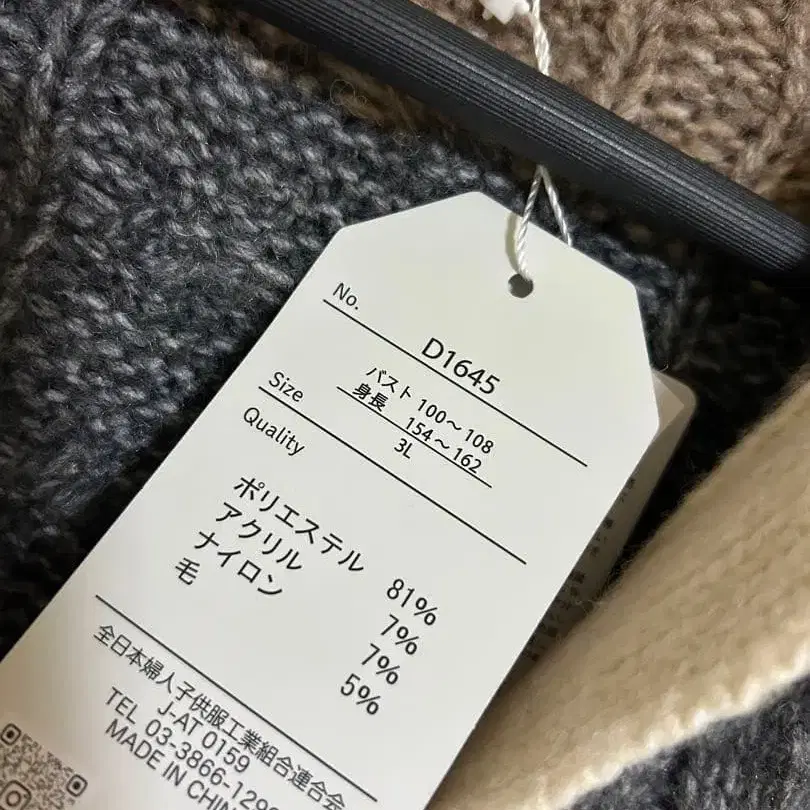 No.
D1645
Size
バスト 100～108
身長 154～162
3L
Quality
ポリエステル 81%
アクリル 7%
ナイロン 7%
毛 5%
全日本婦人子供服工業組合連合会
J-AT 0159
TEL 03-3866-129
MADE IN CHIN